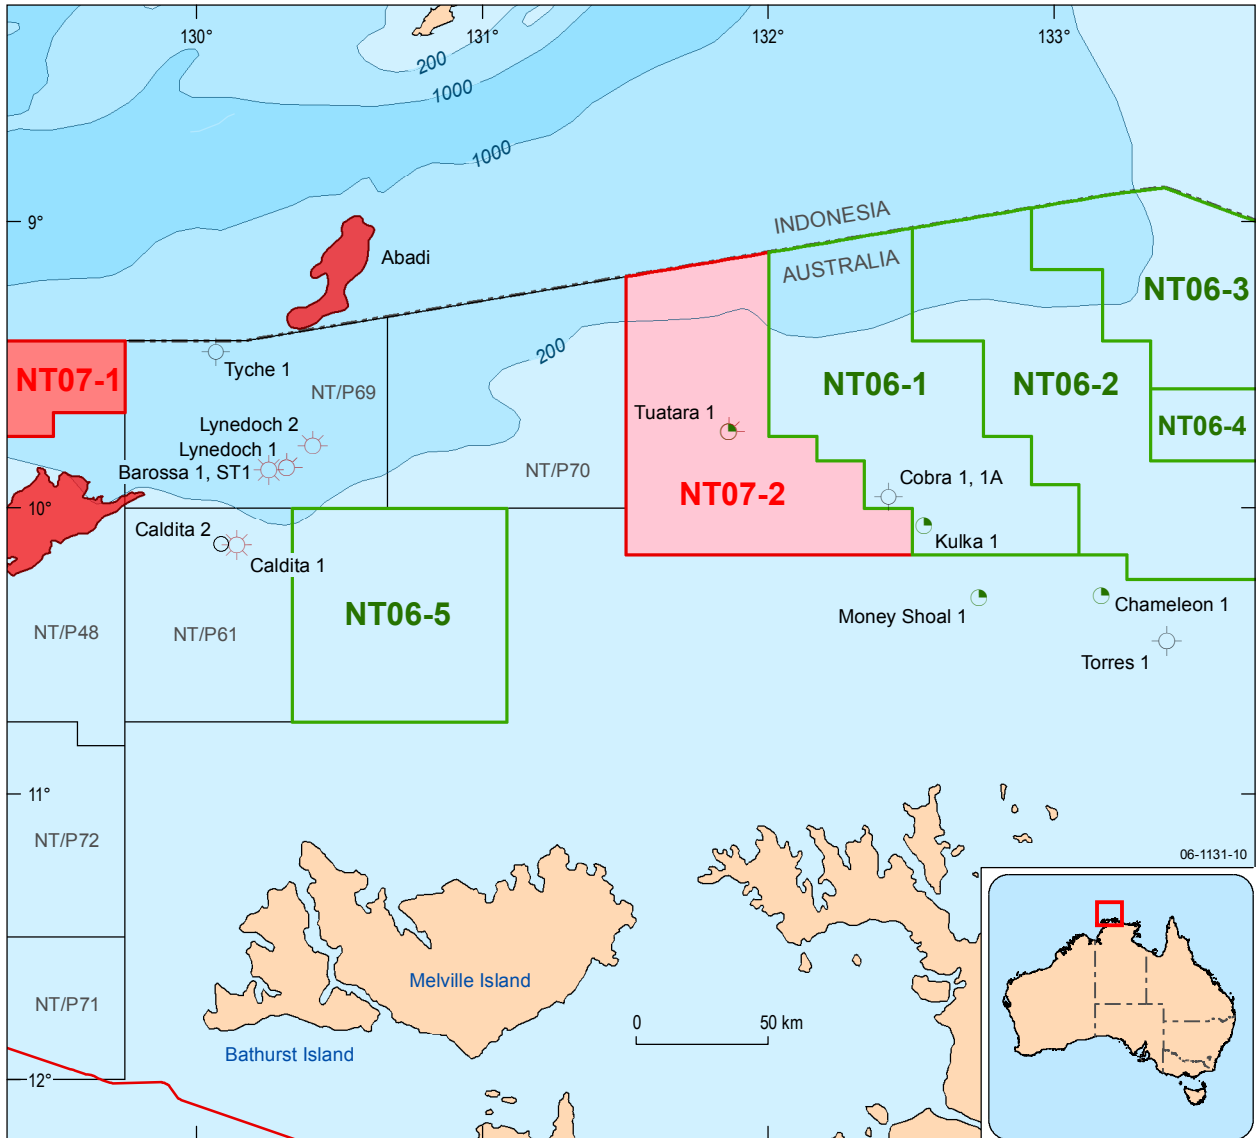 130°
131°
132°
133°
200
1000
1000
9°
INDONESIA
AUSTRALIA
Abadi
NT06-3
200
Tyche 1
NT07-1
NT/P69
NT06-1
NT06-2
Tuatara 1
Lynedoch 2
NT06-4
Lynedoch 1
Barossa 1, ST1
NT/P70
Cobra 1, 1A
NT07-2
10°
Caldita 2
Kulka 1
Caldita 1
NT06-5
Chameleon 1
Money Shoal 1
NT/P48
NT/P61
Torres 1
11°
NT/P72
06-1131-10
Melville Island
NT/P71
0 50 km
Bathurst Island
12°